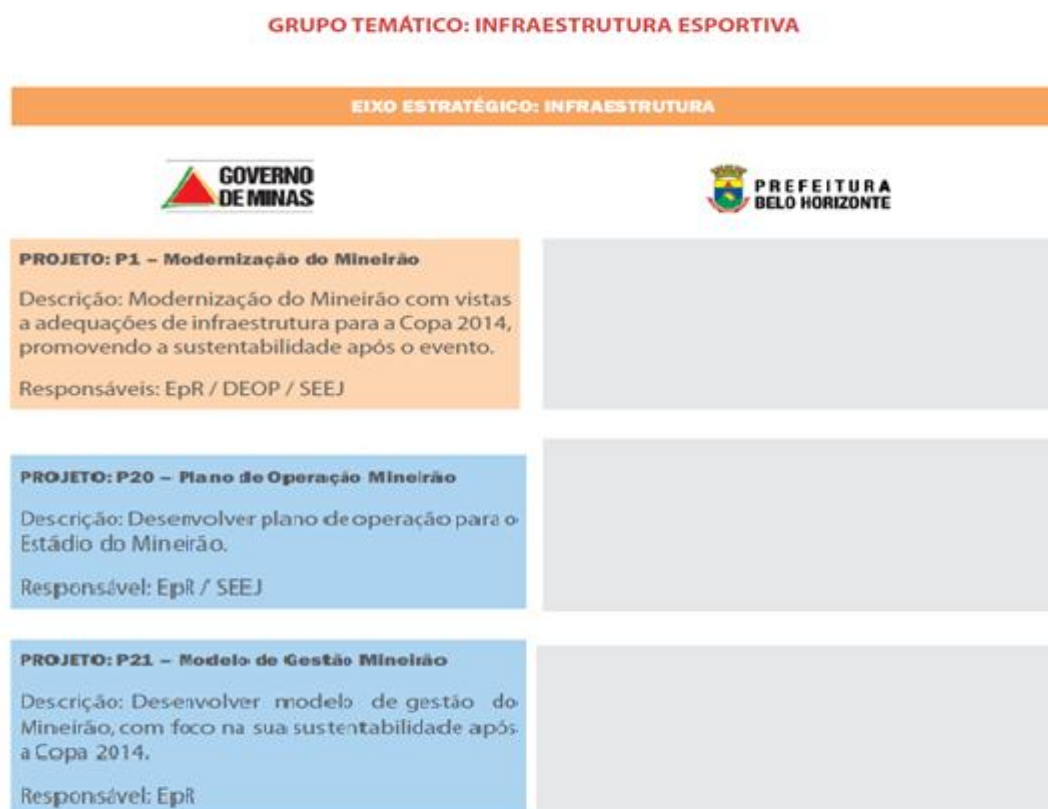 GRUPO TEMÁTICO: INFRAESTRUTURA ESPORTIVA
EIXO ESTRATÉGICO: INFRAESTRUTURA
GOVERNO
DE MINAS
PREFEITURA
BELO HORIZONTE
PROJETO: P1 – Modernização do Mineirão
Descrição: Modernização do Mineirão com vistas
a adequações de infraestrutura para a Copa 2014,
promovendo a sustentabilidade após o evento.
Responsáveis: EpR / DEOP / SEEJ
PROJETO: P20 – Plano de Operação Mineirão
Descrição: Desenvolver plano de operação para o
Estádio do Mineirão.
Responsável: EpR / SEEJ
PROJETO: P21 – Modelo de Gestão Mineirão
Descrição: Desenvolver modelo de gestão do
Mineirão, com foco na sua sustentabilidade após
a Copa 2014.
Responsável: EpR